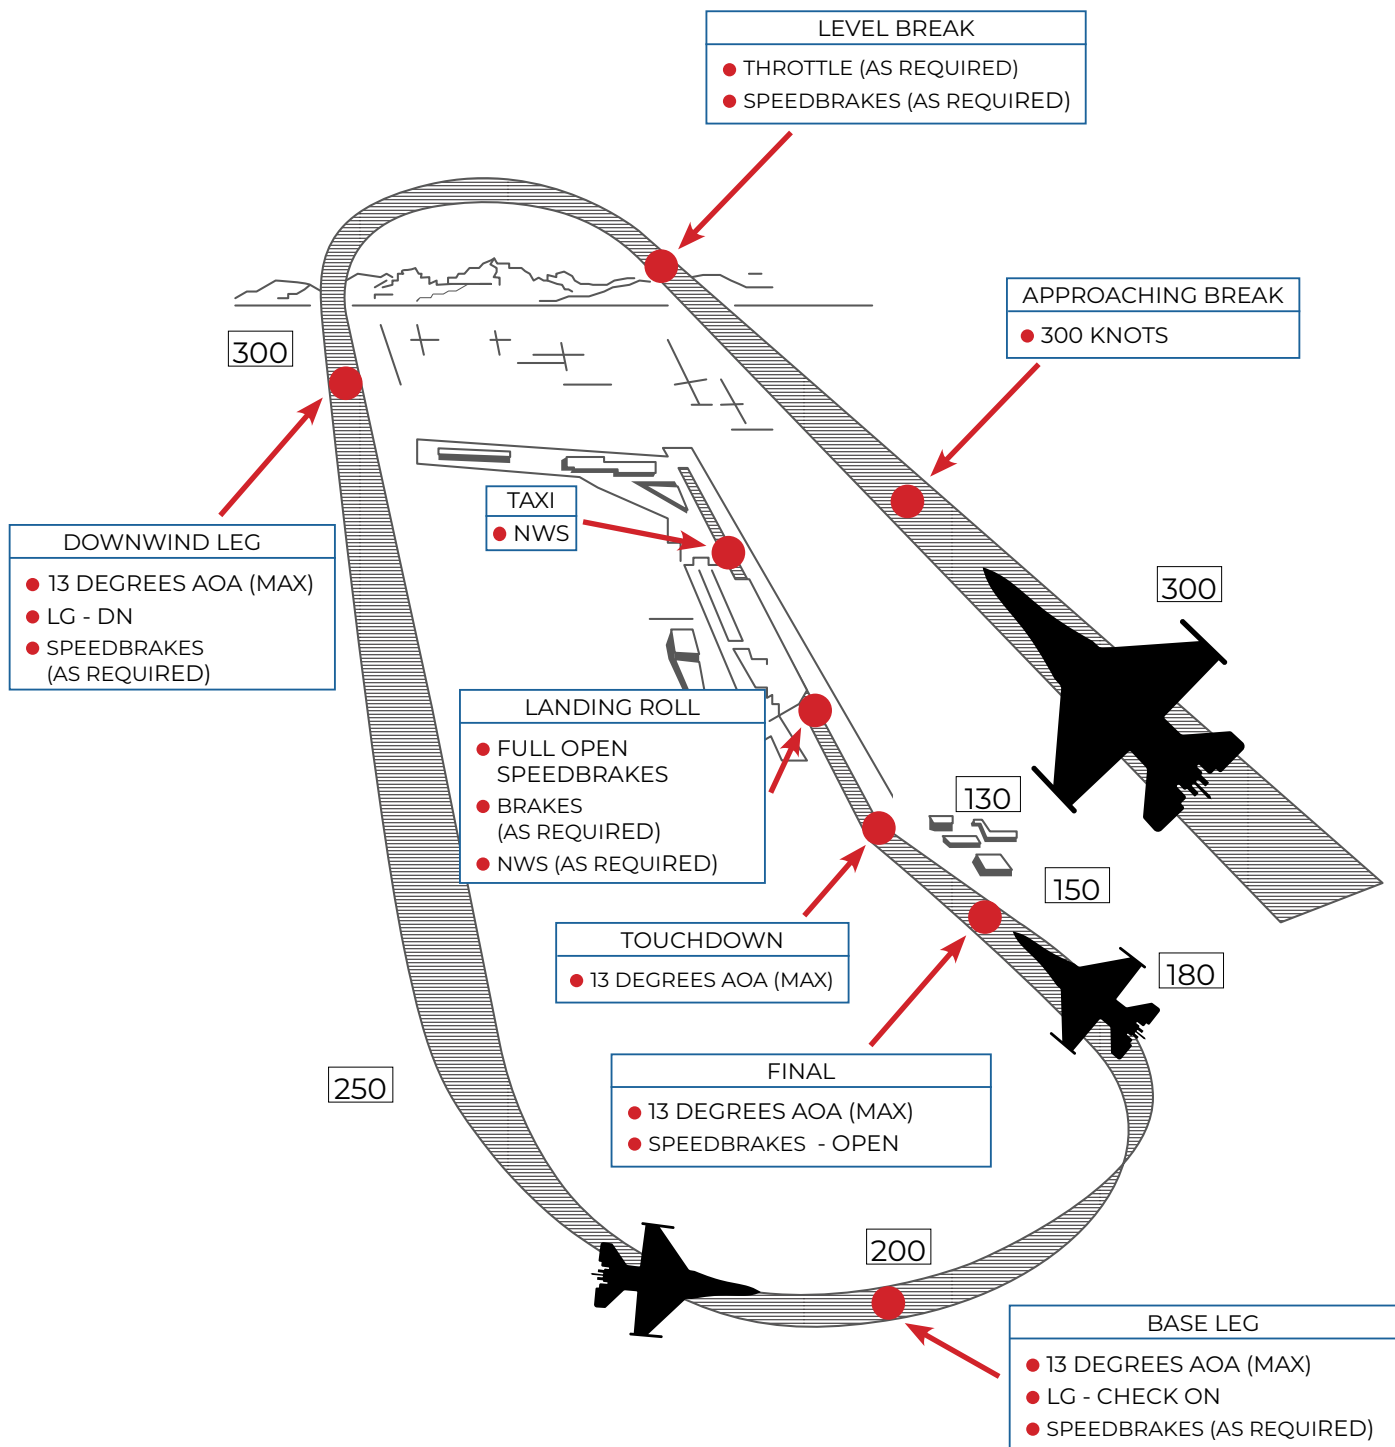 LEVEL BREAK
THROTTLE (AS REQUIRED)
SPEEDBRAKES (AS REQUIRED)
APPROACHING BREAK
300 KNOTS
300
TAXI
NWS
DOWNWIND LEG
13 DEGREES AOA (MAX)
LG - DN
SPEEDBRAKES
(AS REQUIRED)
300
LANDING ROLL
FULL OPEN
SPEEDBRAKES
BRAKES
(AS REQUIRED)
NWS (AS REQUIRED)
130
150
TOUCHDOWN
13 DEGREES AOA (MAX)
180
FINAL
13 DEGREES AOA (MAX)
SPEEDBRAKES - OPEN
250
200
BASE LEG
13 DEGREES AOA (MAX)
LG - CHECK ON
SPEEDBRAKES (AS REQUIRED)